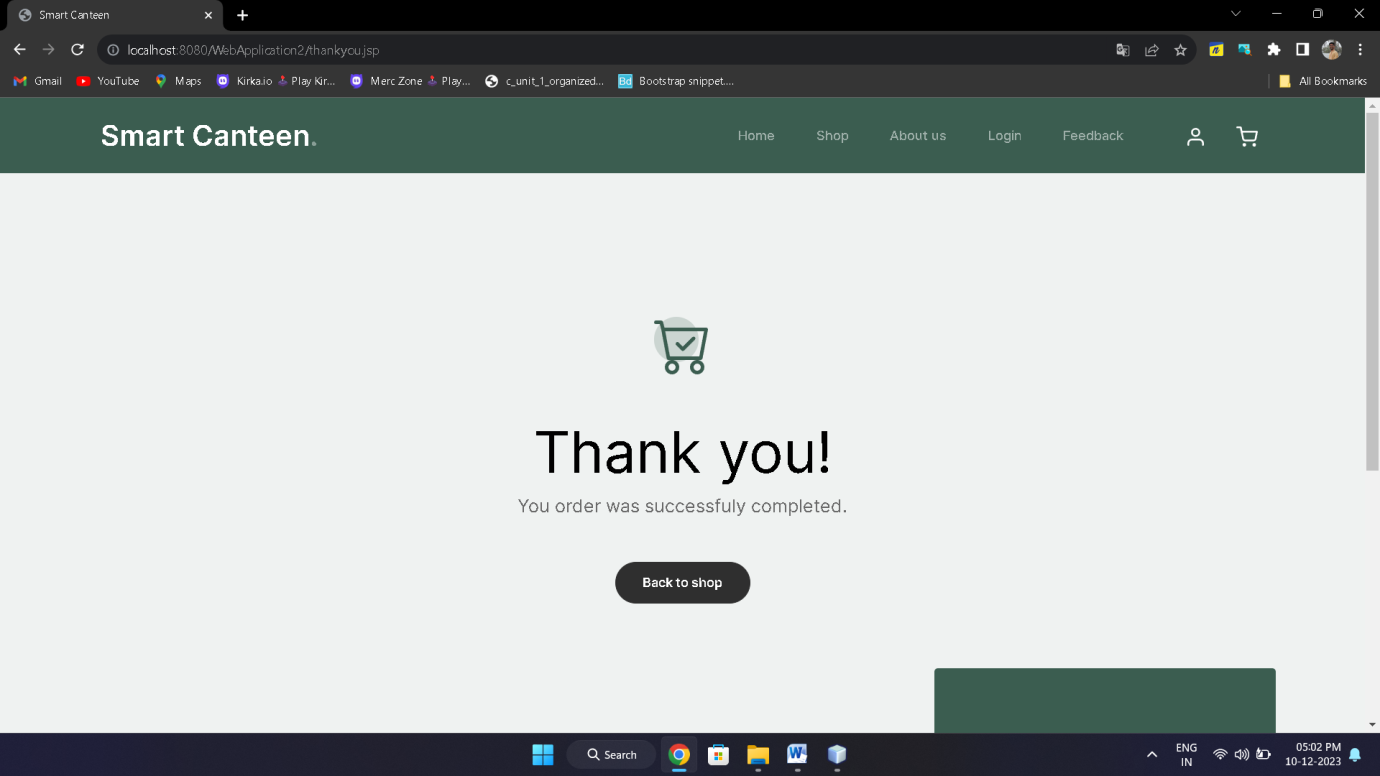 Smart Canteen
localhost:8080/WebApplication2/thankyou.jsp
Gmail YouTube Maps Kirka.io Play Kir... Merc Zone Play... c_unit_1_organized... Bd Bootstrap snippet.... All Bookmarks
Smart Canteen. Home Shop About us Login Feedback
Thank you!
You order was successfuly completed.
Back to shop
Search
ENG
IN
05:02 PM
10-12-2023